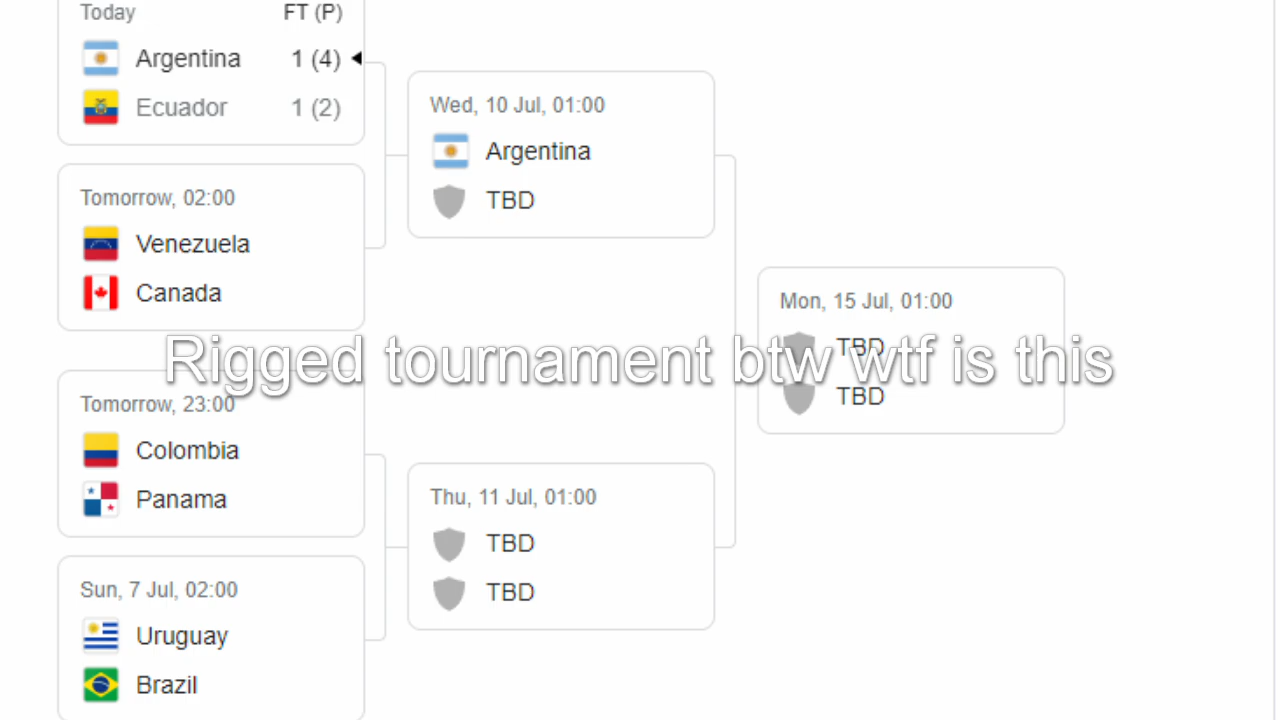 Today FT (P)
Argentina 1 (4)
Ecuador 1 (2)
Tomorrow, 02:00
Venezuela
Canada
Tomorrow, 23:00
Colombia
Panama
Sun, 7 Jul, 02:00
Uruguay
Brazil
Wed, 10 Jul, 01:00
Argentina
TBD
Thu, 11 Jul, 01:00
TBD
TBD
Mon, 15 Jul, 01:00
TBD
TBD
Rigged tournament btw wtf is this